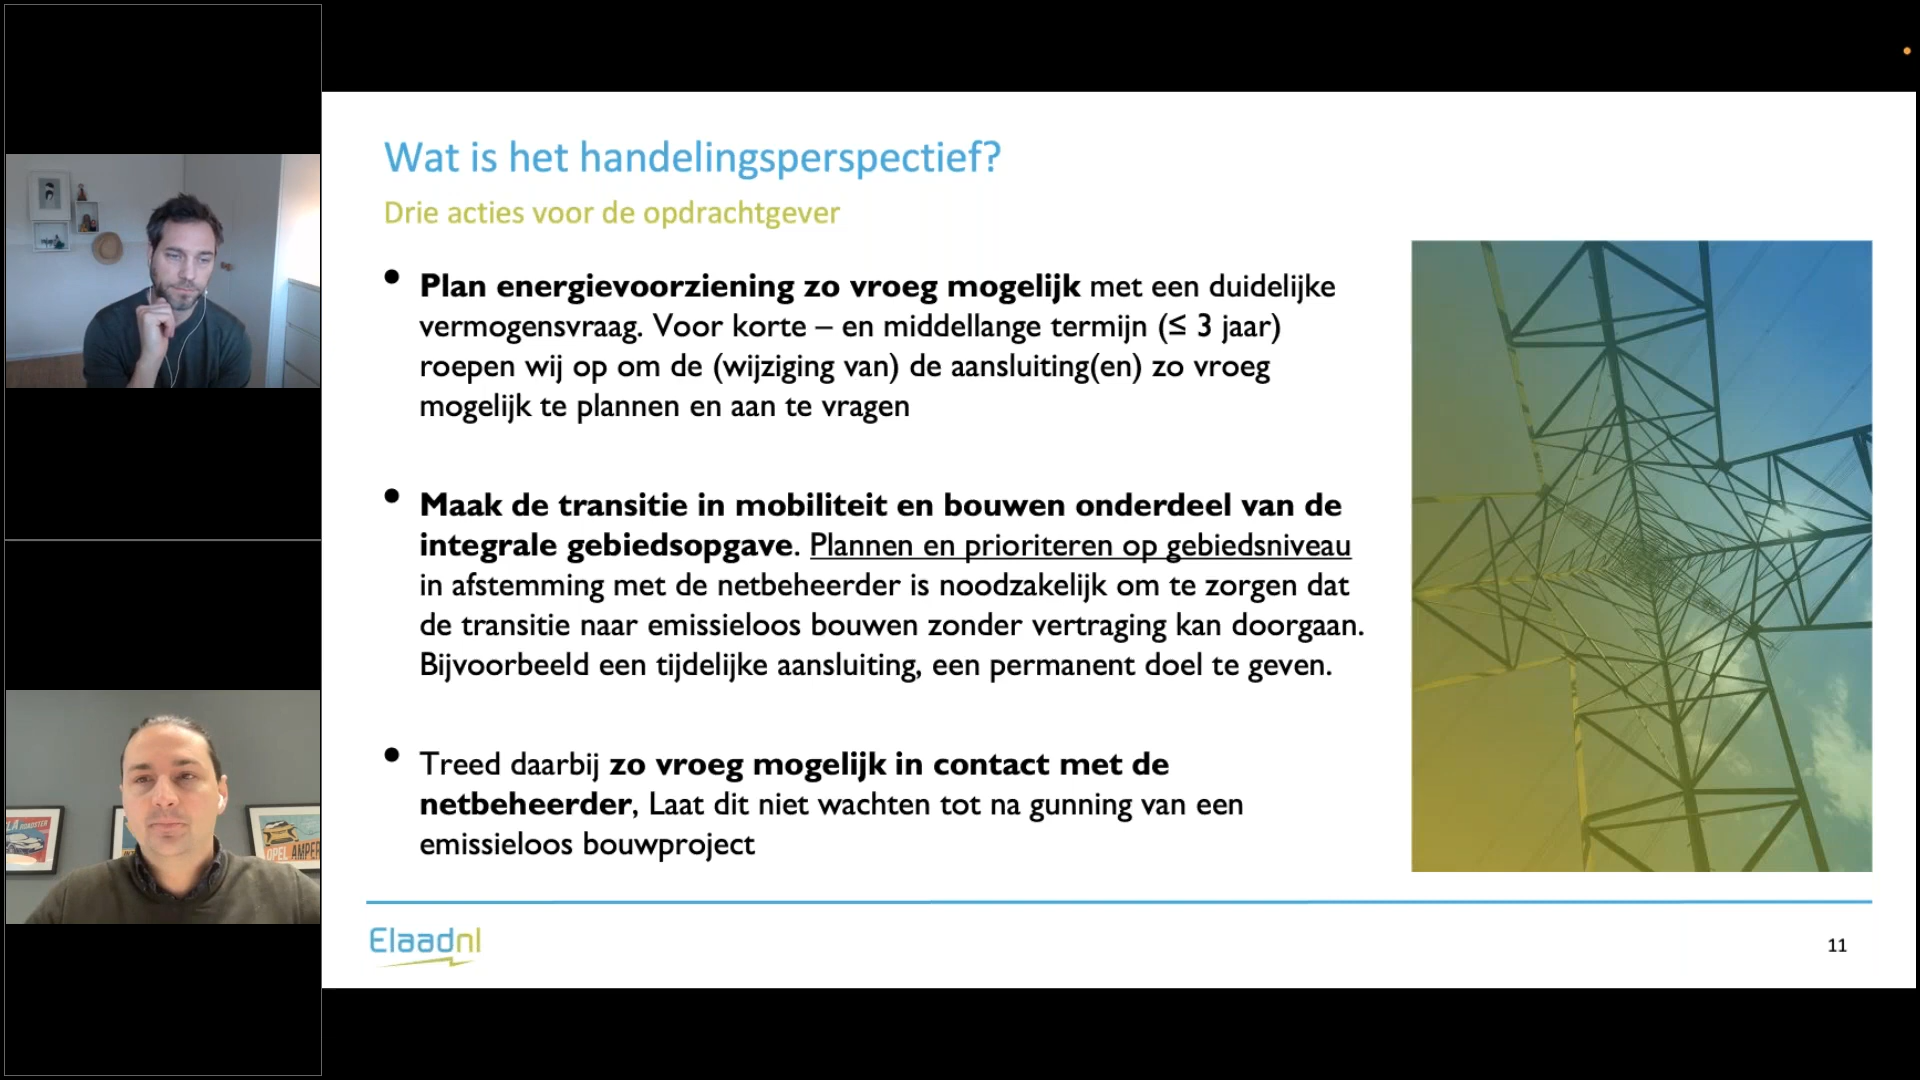 Wat is het handelingsperspectief?
Drie acties voor de opdrachtgever
• Plan energievoorziening zo vroeg mogelijk met een duidelijke
vermogensvraag. Voor korte – en middellange termijn (≤ 3 jaar)
roepen wij op om de (wijziging van) de aansluiting(en) zo vroeg
mogelijk te plannen en aan te vragen
• Maak de transitie in mobiliteit en bouwen onderdeel van de
integrale gebiedsopgave. Plannen en prioriteren op gebiedsniveau
in afstemming met de netbeheerder is noodzakelijk om te zorgen dat
de transitie naar emissieloos bouwen zonder vertraging kan doorgaan.
Bijvoorbeeld een tijdelijke aansluiting, een permanent doel te geven.
• Treed daarbij zo vroeg mogelijk in contact met de
netbeheerder, Laat dit niet wachten tot na gunning van een
emissieloos bouwproject
Elaadnl
11
ROADSTER
OPEL AMPER